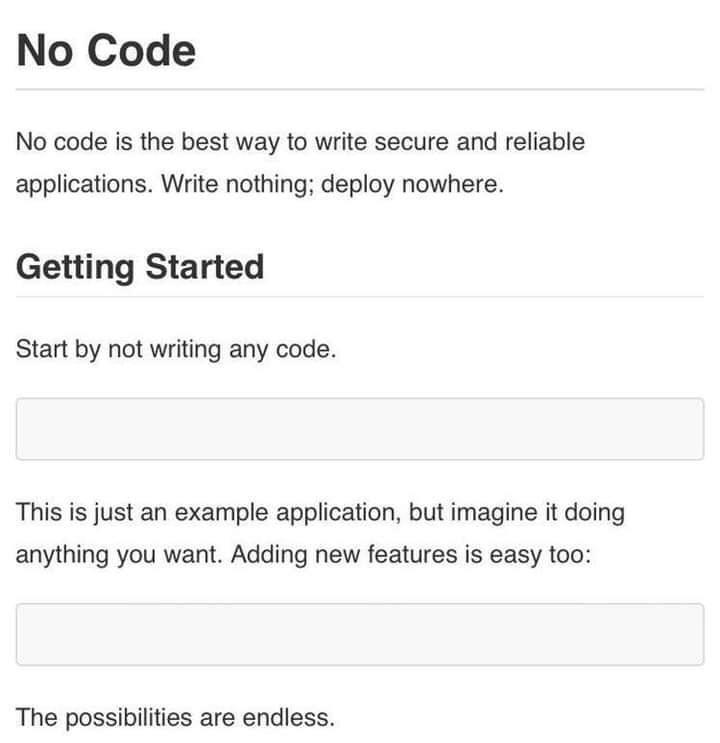 No Code
No code is the best way to write secure and reliable
applications. Write nothing; deploy nowhere.
Getting Started
Start by not writing any code.
This is just an example application, but imagine it doing
anything you want. Adding new features is easy too:
The possibilities are endless.